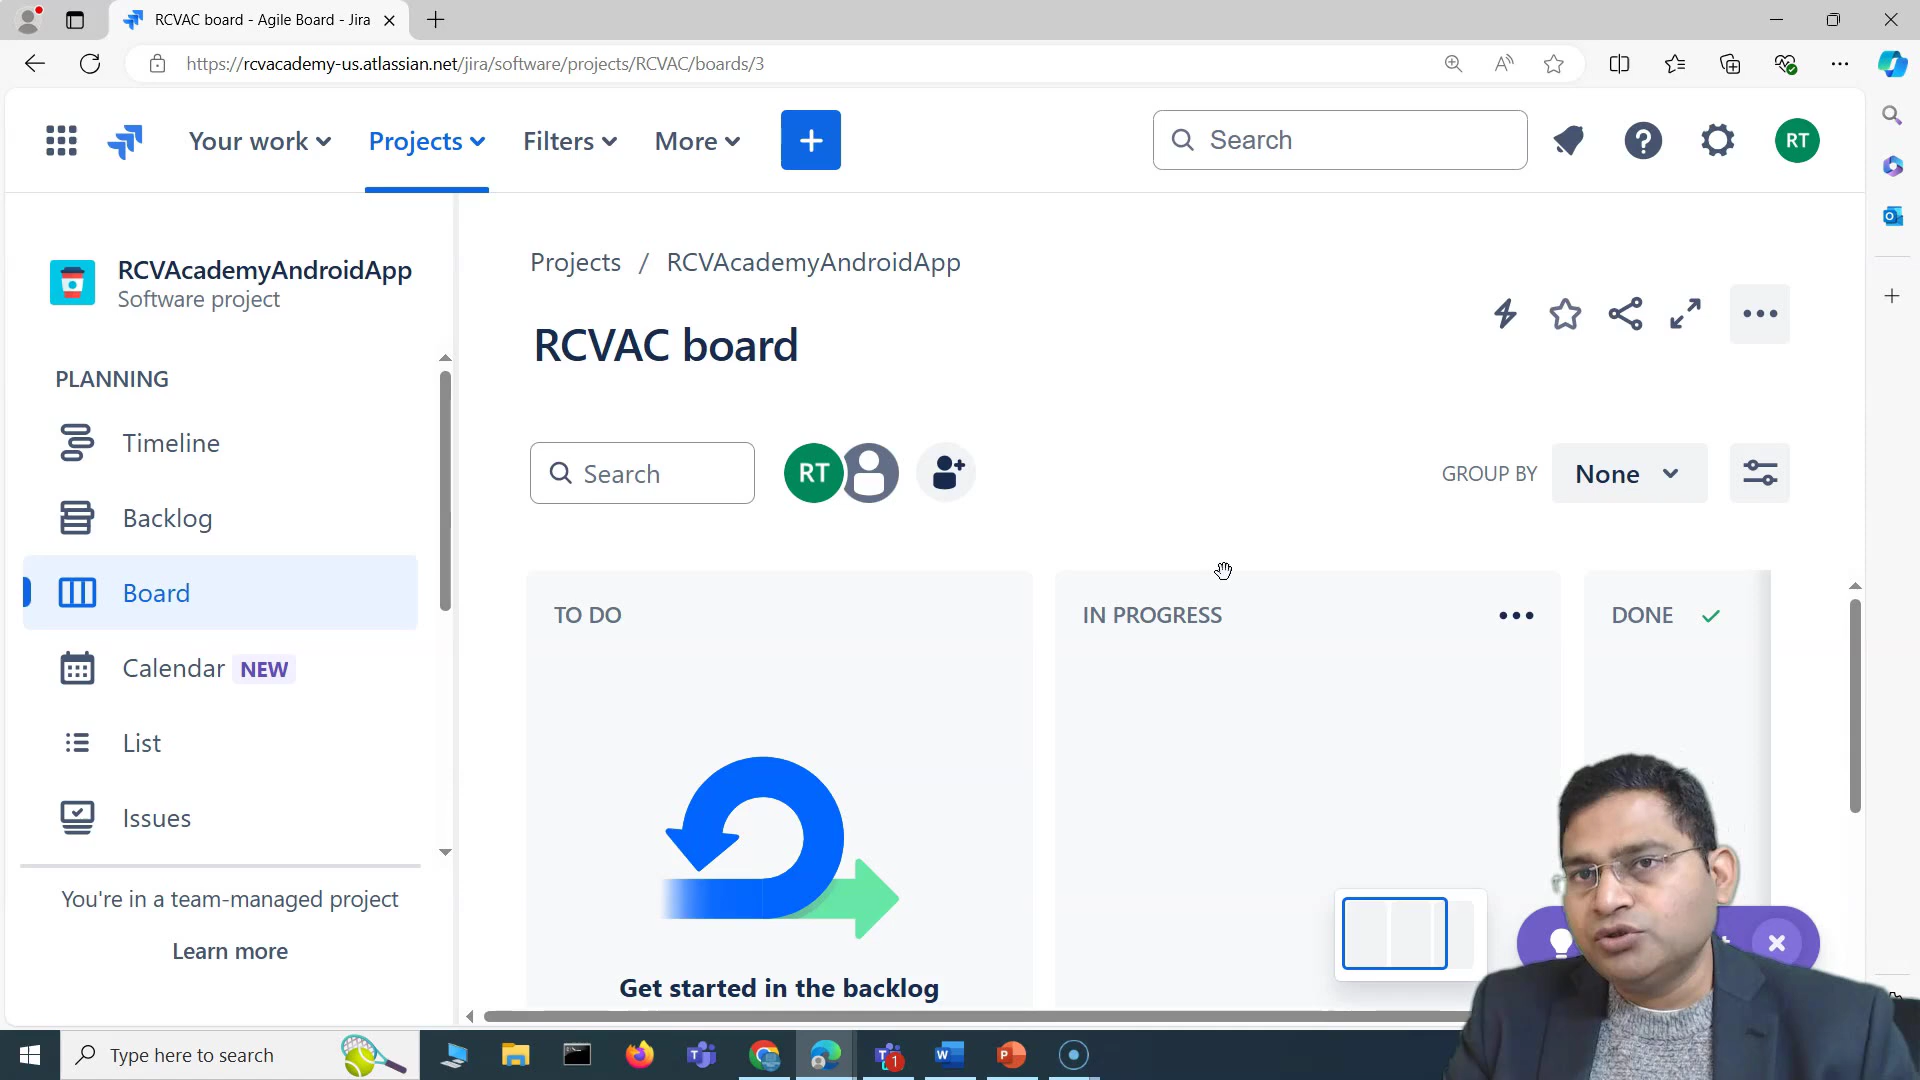 RCVAC board - Agile Board - Jira
https://rcvacademy-us.atlassian.net/jira/software/projects/RCVAC/boards/3
Your work Projects Filters More + Search ? RT
RCVAcademyAndroidApp
Software project
PLANNING
Timeline
Backlog
Board
Calendar NEW
List
Issues
You're in a team-managed project
Learn more
Projects / RCVAcademyAndroidApp
RCVAC board
Search RT GROUP BY None
TO DO
IN PROGRESS
DONE
Get started in the backlog
Type here to search
1